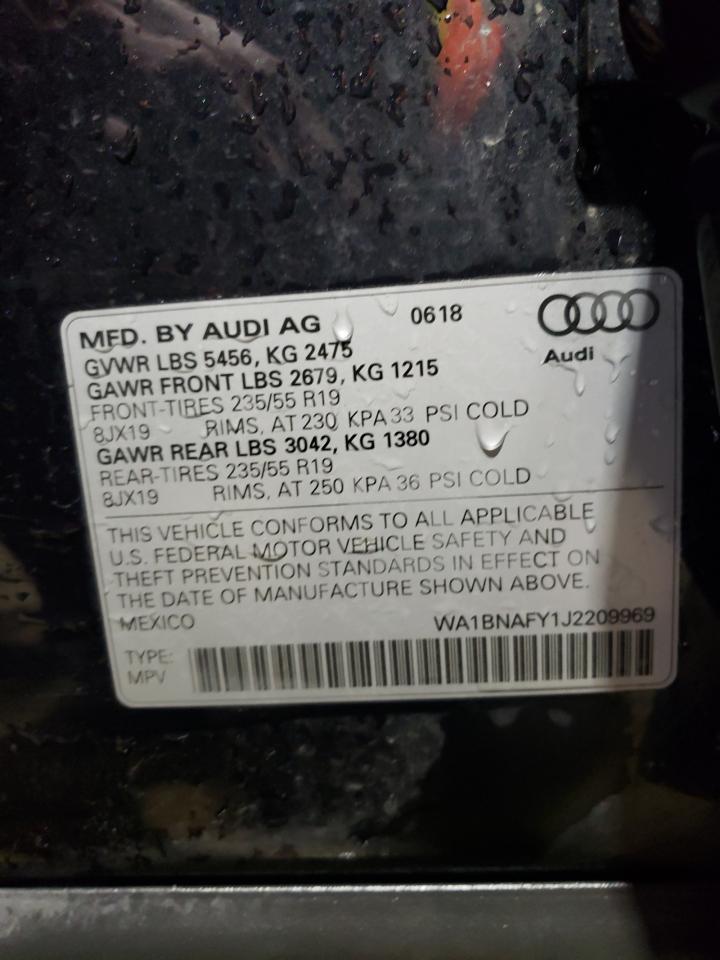 MFD. BY AUDI AG 0618
GVWR LBS 5456, KG 2475
Audi
GAWR FRONT LBS 2679, KG 1215
FRONT-TIRES 235/55 R19
8JX19 RIMS, AT 230 KPA 33 PSI COLD
GAWR REAR LBS 3042, KG 1380
REAR-TIRES 235/55 R19
8JX19 RIMS, AT 250 KPA 36 PSI COLD
THIS VEHICLE CONFORMS TO ALL APPLICABLE
U.S. FEDERAL MOTOR VEHICLE SAFETY AND
THEFT PREVENTION STANDARDS IN EFFECT ON
THE DATE OF MANUFACTURE SHOWN ABOVE.
MEXICO WA1BNAFY1J2209969
TYPE:
MPV